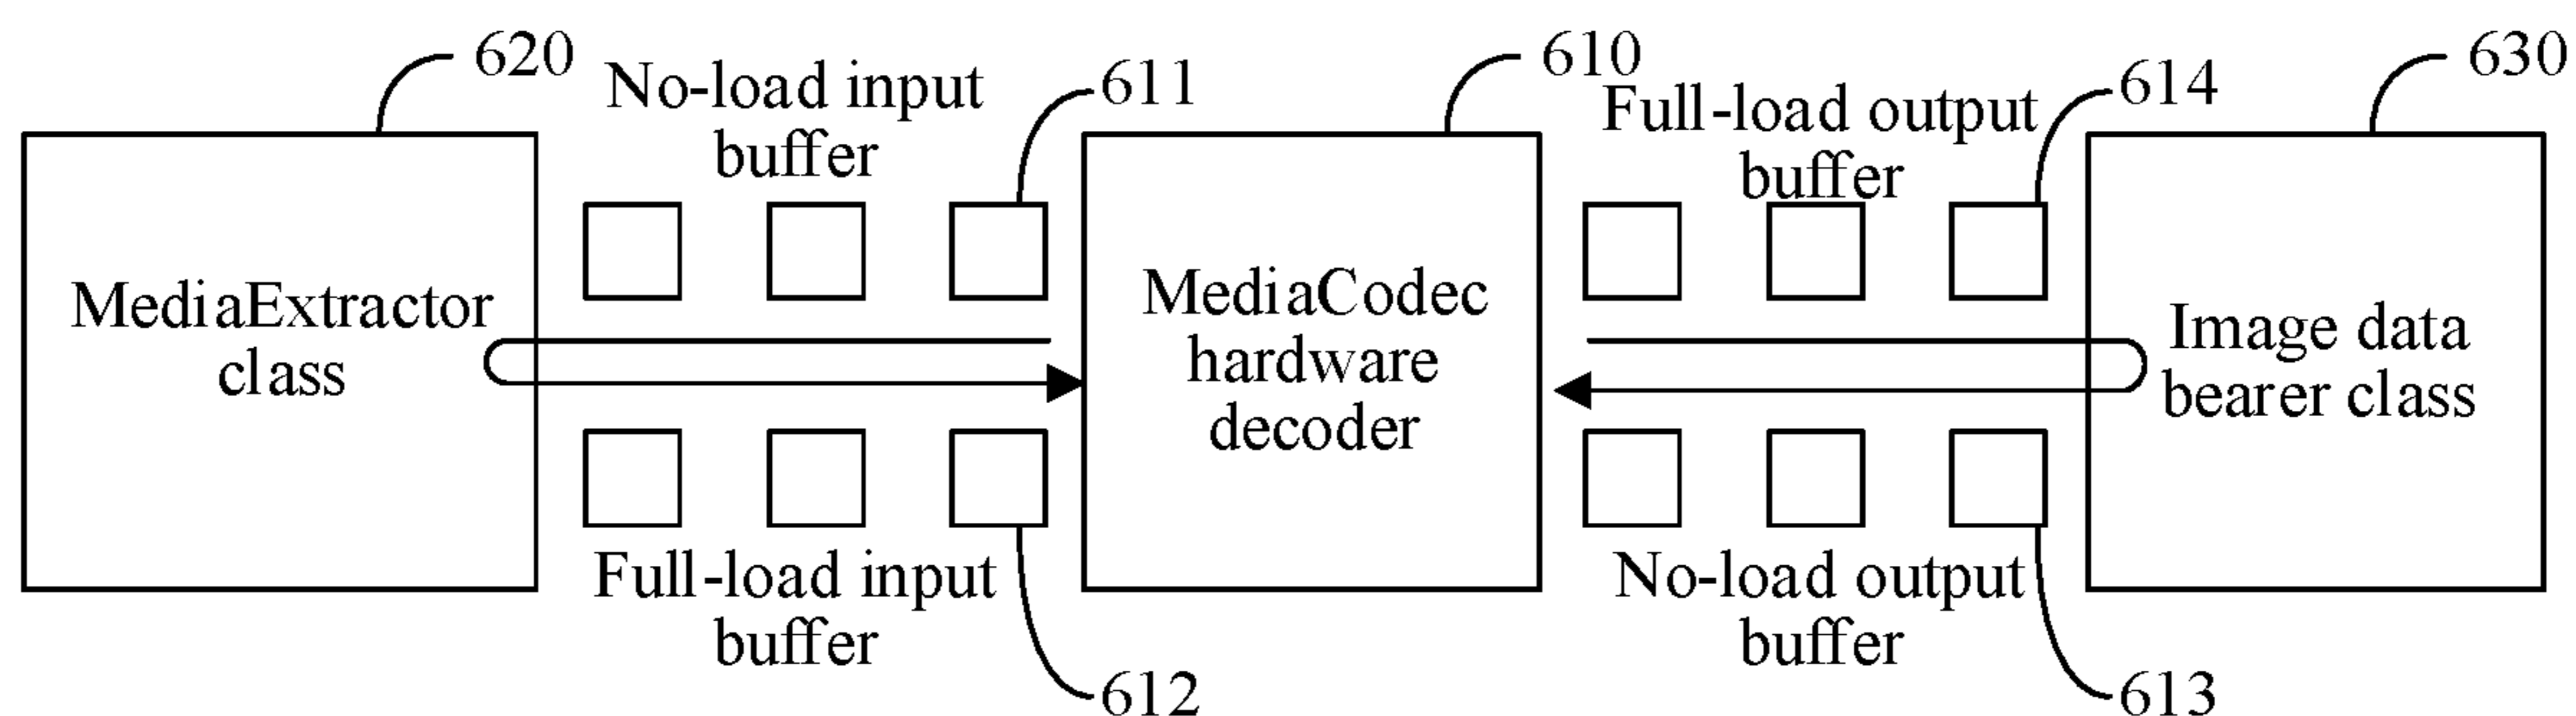 620
No-load input
buffer
611
610
Full-load output
buffer
614
630
MediaExtractor
class
MediaCodec
hardware
decoder
Image data
bearer class
Full-load input
buffer
612
No-load output
buffer
613